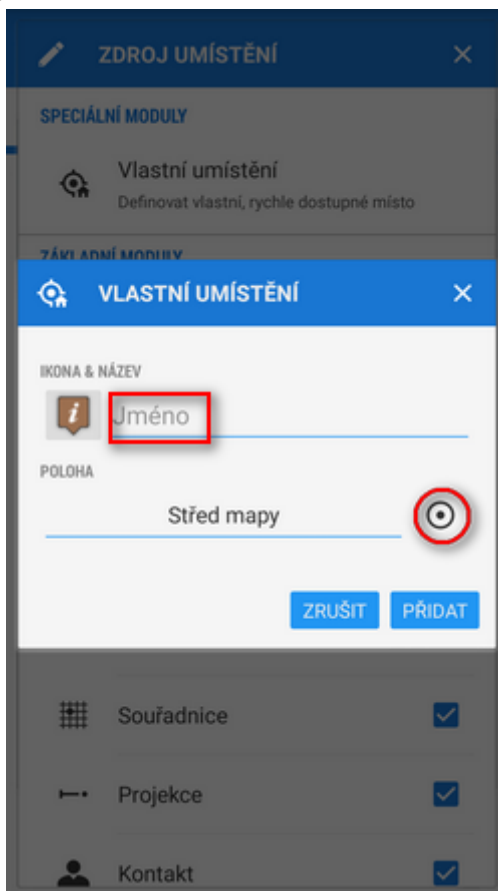 ZDROJ UMÍSTĚNÍ
SPECIÁLNÍ MODULY
Vlastní umístění
Definovat vlastní, rychle dostupné místo
ZÁKLADNÍ MODULY
VLASTNÍ UMÍSTĚNÍ
IKONA & NÁZEV
Jméno
POLOHA
Střed mapy
ZRUŠIT PŘIDAT
Souřadnice
Projekce
Kontakt